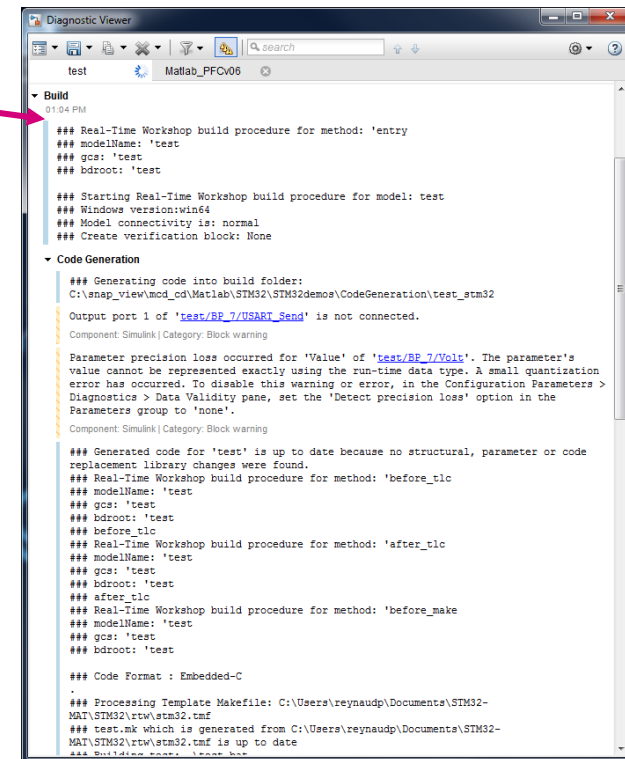 Diagnostic Viewer
search
test
Matlab_PFCv06
Build
01:04 PM
### Real-Time Workshop build procedure for method: 'entry
### modelName: 'test
### gcs: 'test
### bdroot: 'test
### Starting Real-Time Workshop build procedure for model: test
### Windows version:win64
### Model connectivity is: normal
### Create verification block: None
Code Generation
### Generating code into build folder:
C:\snap_view\mcd_cd\Matlab\STM32\STM32demos\CodeGeneration\test_stm32
Output port 1 of 'test/BP_7/USART_Send' is not connected.
Component: Simulink | Category: Block warning
Parameter precision loss occurred for 'Value' of 'test/BP_7/Volt'. The parameter's
value cannot be represented exactly using the run-time data type. A small quantization
error has occurred. To disable this warning or error, in the Configuration Parameters >
Diagnostics > Data Validity pane, set the 'Detect precision loss' option in the
Parameters group to 'none'.
Component: Simulink | Category: Block warning
### Generated code for 'test' is up to date because no structural, parameter or code
replacement library changes were found.
### Real-Time Workshop build procedure for method: 'before_tlc
### modelName: 'test
### gcs: 'test
### bdroot: 'test
### before_tlc
### Real-Time Workshop build procedure for method: 'after_tlc
### modelName: 'test
### gcs: 'test
### bdroot: 'test
### after_tlc
### Real-Time Workshop build procedure for method: 'before_make
### modelName: 'test
### gcs: 'test
### bdroot: 'test
### Code Format : Embedded-C
.
### Processing Template Makefile: C:\Users\reynaudp\Documents\STM32-
MAT\STM32\rtw\stm32.tmf
### test.mk which is generated from C:\Users\reynaudp\Documents\STM32-
MAT\STM32\rtw\stm32.tmf is up to date
### Building test: .\test.bat